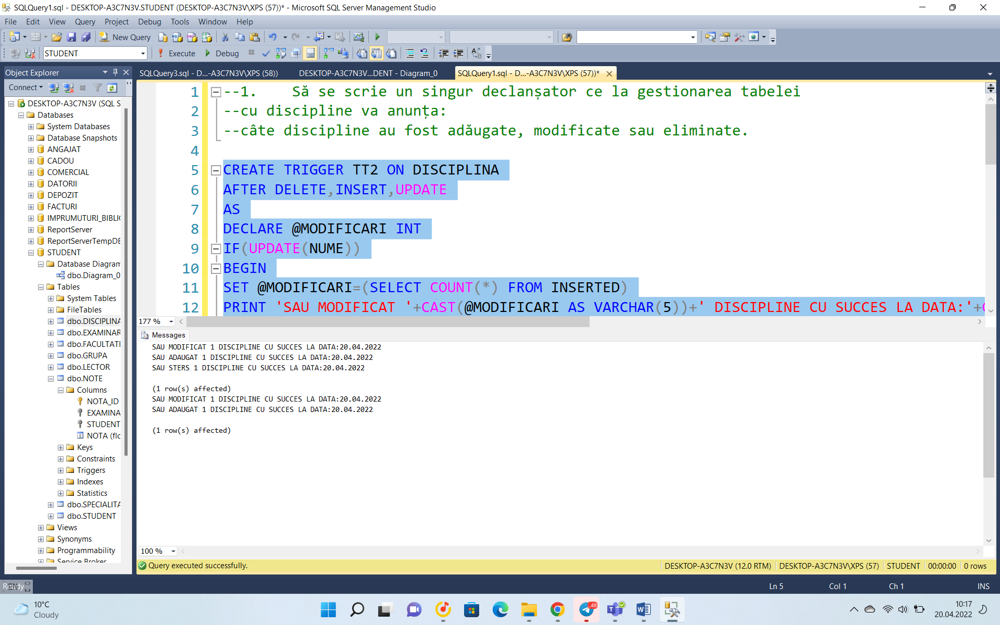 SQLQuery1.sql - DESKTOP-A3C7N3V.STUDENT (DESKTOP-A3C7N3V\XPS (57))* - Microsoft SQL Server Management Studio
File Edit View Query Project Debug Tools Window Help
New Query
STUDENT Execute Debug
Object Explorer
SQLQuery3.sql - D...-A3C7N3V\XPS (58)) DESKTOP-A3C7N3V...DENT - Diagram_0 SQLQuery1.sql - D...-A3C7N3V\XPS (57))*
Connect
DESKTOP-A3C7N3V (SQL S
Databases
System Databases
Database Snapshots
ANGAJAT
CADOU
COMERCIAL
DATORII
DEPOZIT
FACTURI
IMPRUMUTURI_BIBLI
ReportServer
ReportServerTempDE
STUDENT
Database Diagram
dbo.Diagram_0
Tables
System Tables
FileTables
dbo.DISCIPLINA
dbo.EXAMINAR
dbo.FACULTATI
dbo.GRUPA
dbo.LECTOR
dbo.NOTE
Columns
NOTA_ID
EXAMINA
STUDENT
NOTA (flo
Keys
Constraints
Triggers
Indexes
Statistics
dbo.SPECIALITA
dbo.STUDENT
Views
Synonyms
Programmability
Service Broker
1 --1. Să se scrie un singur declanșator ce la gestionarea tabelei
2 --cu discipline va anunța:
3 --câte discipline au fost adăugate, modificate sau eliminate.
4
5 CREATE TRIGGER TT2 ON DISCIPLINA
6 AFTER DELETE,INSERT,UPDATE
7 AS
8 DECLARE @MODIFICARI INT
9 IF(UPDATE(NUME))
10 BEGIN
11 SET @MODIFICARI=(SELECT COUNT(*) FROM INSERTED)
12 PRINT 'SAU MODIFICAT '+CAST(@MODIFICARI AS VARCHAR(5))+' DISCIPLINE CU SUCCES LA DATA:'+C
177 %
Messages
SAU MODIFICAT 1 DISCIPLINE CU SUCCES LA DATA:20.04.2022
SAU ADAUGAT 1 DISCIPLINE CU SUCCES LA DATA:20.04.2022
SAU STERS 1 DISCIPLINE CU SUCCES LA DATA:20.04.2022
(1 row(s) affected)
SAU MODIFICAT 1 DISCIPLINE CU SUCCES LA DATA:20.04.2022
SAU ADAUGAT 1 DISCIPLINE CU SUCCES LA DATA:20.04.2022
(1 row(s) affected)
100 %
Query executed successfully. DESKTOP-A3C7N3V (12.0 RTM) DESKTOP-A3C7N3V\XPS (57) STUDENT 00:00:00 0 rows
Ready Ln 5 Col 1 Ch 1 INS
10°C
Cloudy
48
10:17
20.04.2022